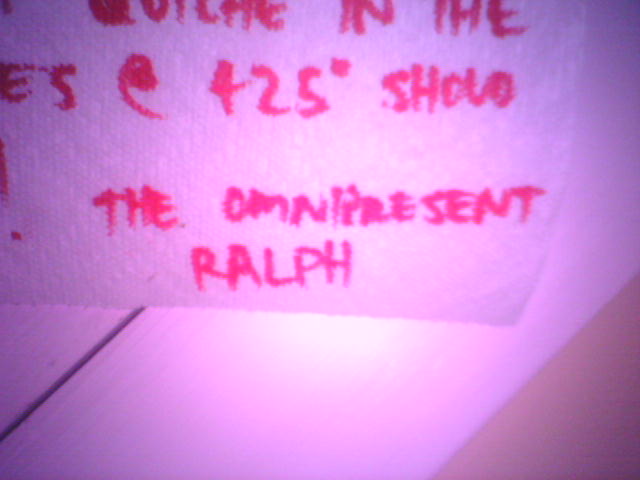 QUICHE IN THE
ES @ 425° SHOULD
. THE OMNIPRESENT
RALPH